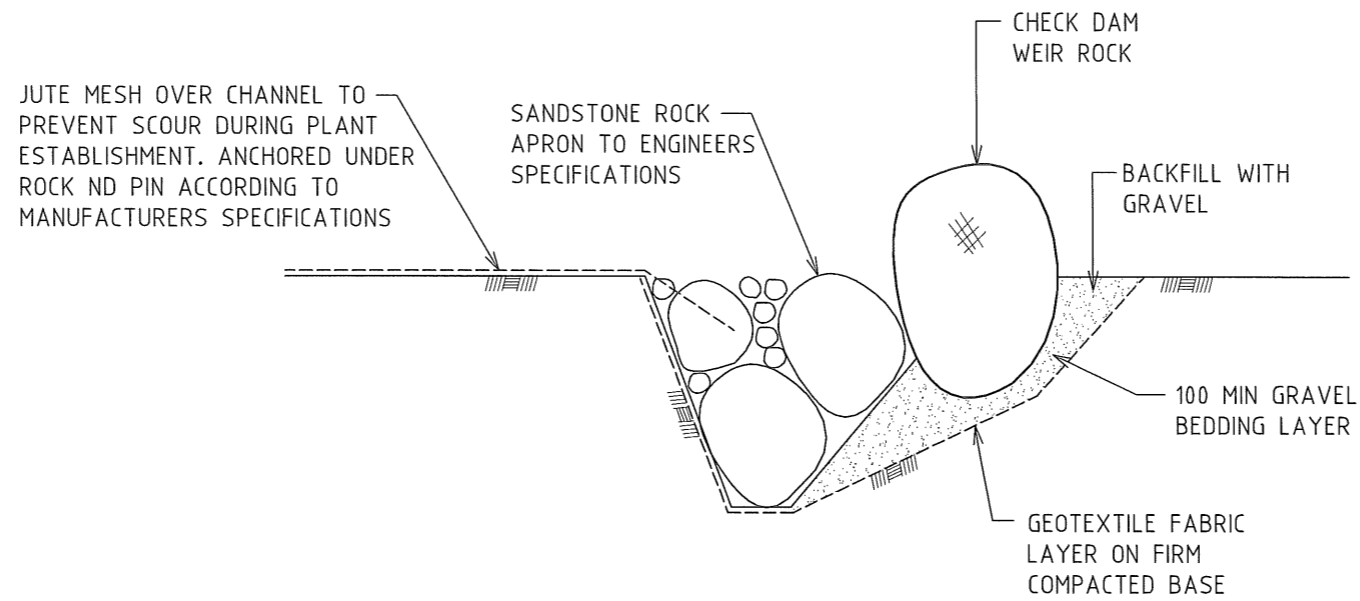 CHECK DAM
WEIR ROCK
JUTE MESH OVER CHANNEL TO
PREVENT SCOUR DURING PLANT
ESTABLISHMENT. ANCHORED UNDER
ROCK ND PIN ACCORDING TO
MANUFACTURERS SPECIFICATIONS
SANDSTONE ROCK
APRON TO ENGINEERS
SPECIFICATIONS
BACKFILL WITH
GRAVEL
100 MIN GRAVEL
BEDDING LAYER
GEOTEXTILE FABRIC
LAYER ON FIRM
COMPACTED BASE